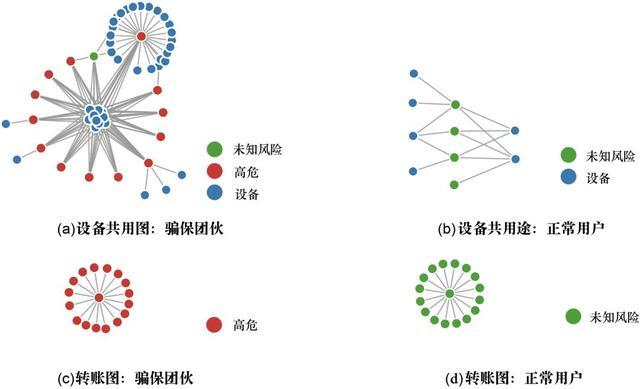 未知风险
高危
设备
未知风险
设备
(a)设备共用图：骗保团伙
(b)设备共用途：正常用户
高危
未知风险
(c)转账图：骗保团伙
(d)转账图：正常用户